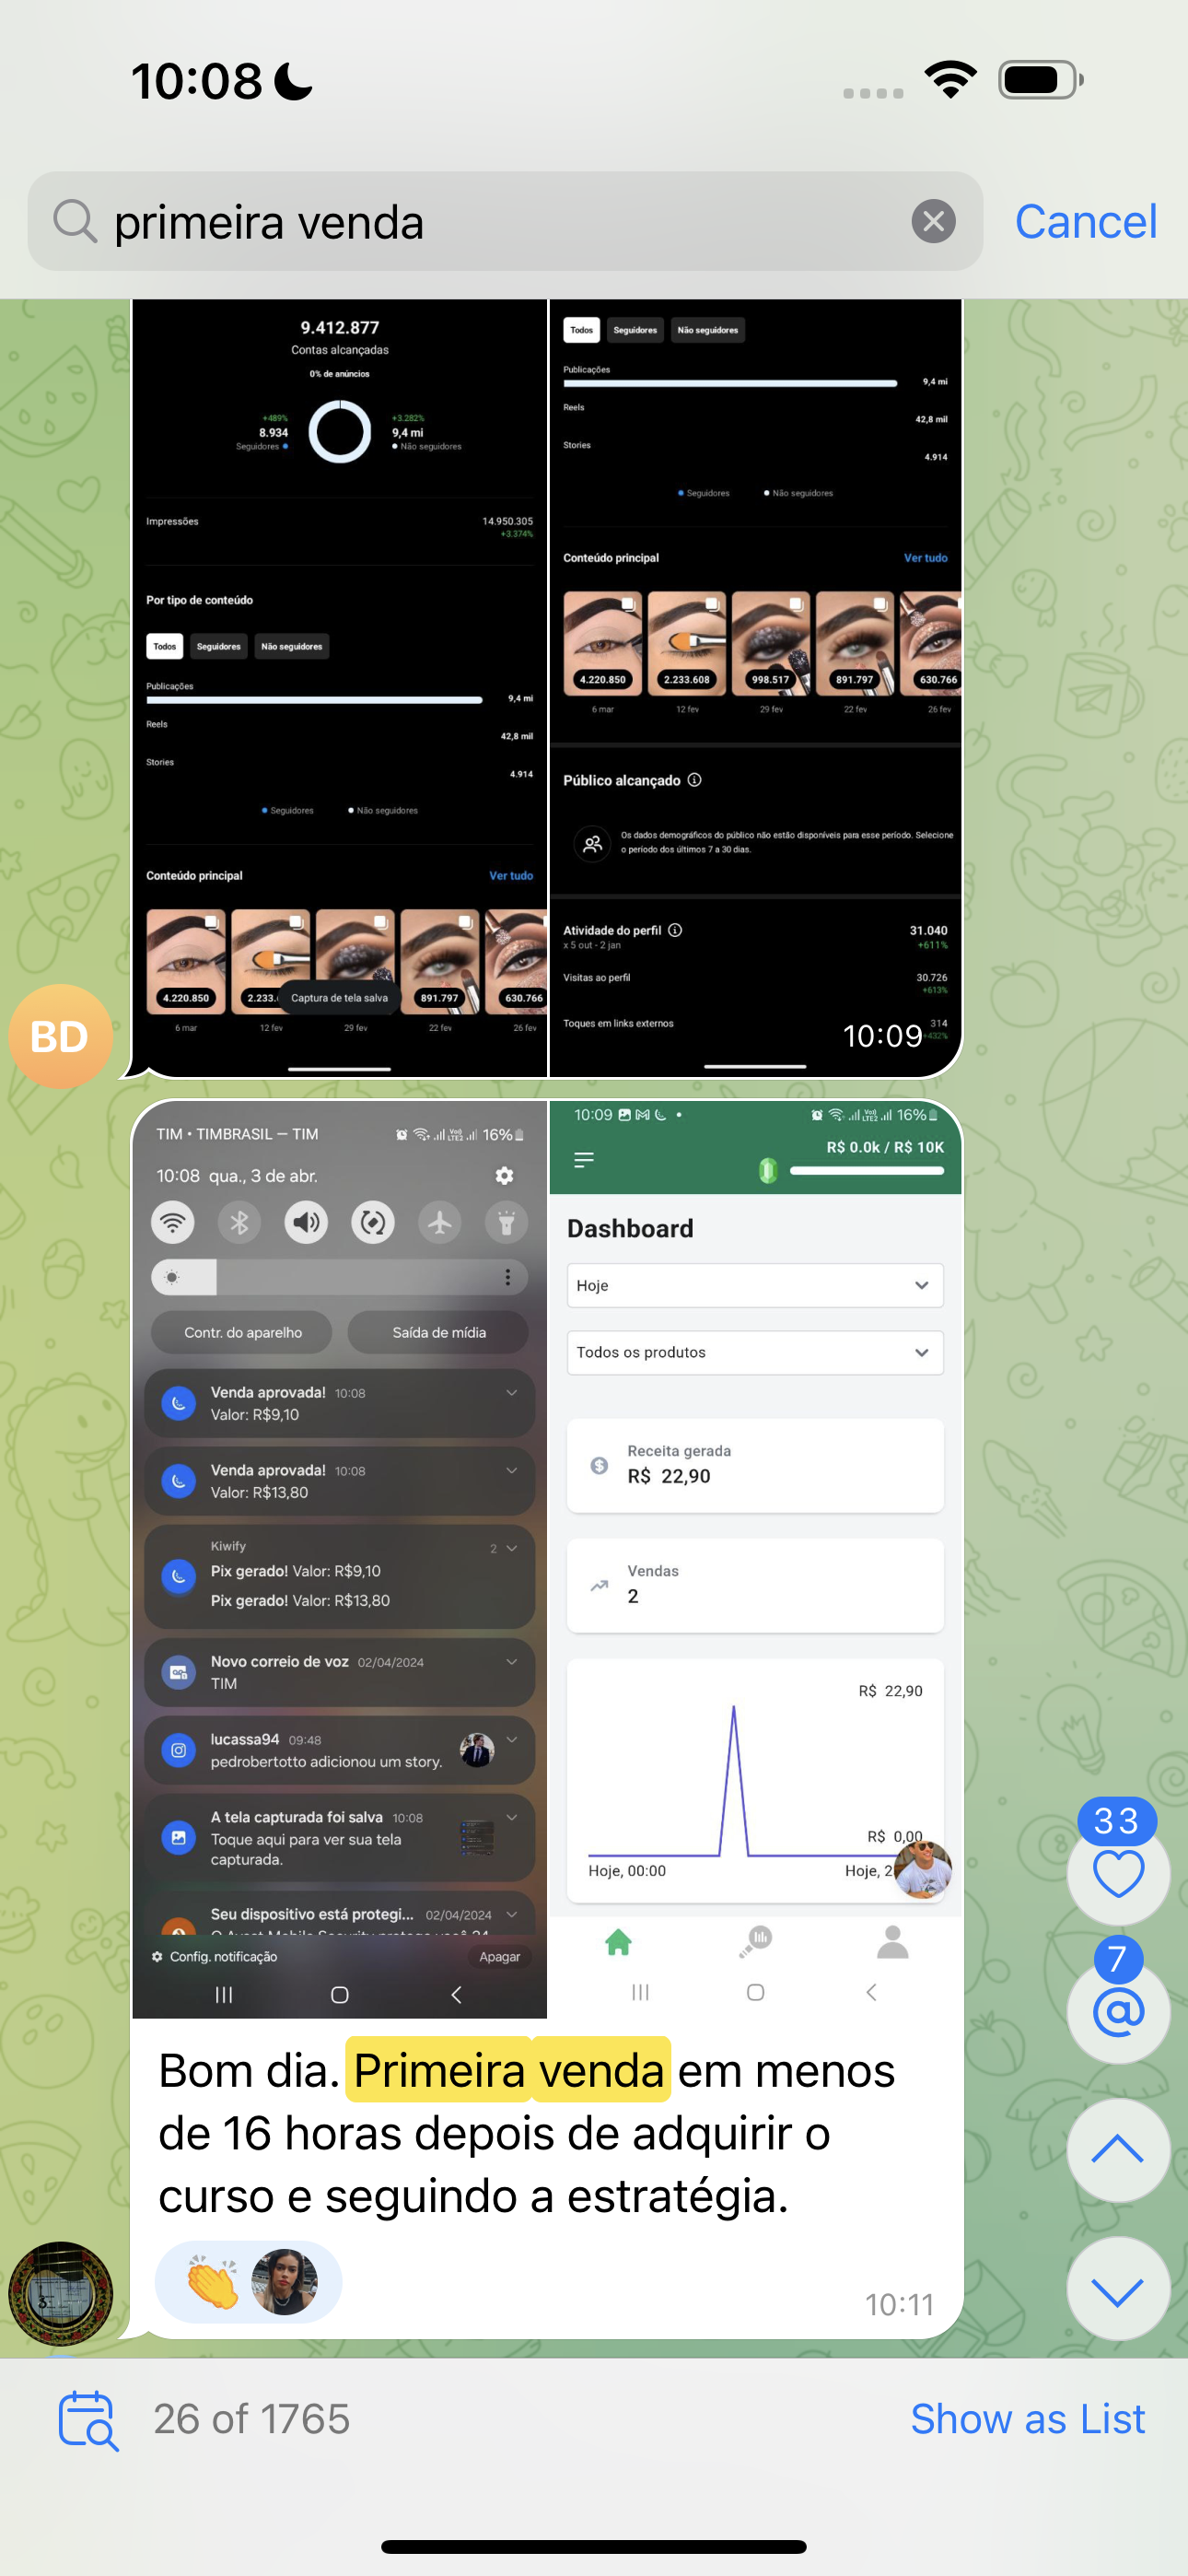 10:08
primeira venda
Cancel
9.412.877
Contas alcançadas
0% de anúncios
+489%
8.934
Seguidores
+3.282%
9,4 mi
Não seguidores
Impressões
14.950.305
+3.374%
Por tipo de conteúdo
Todos Seguidores Não seguidores
Publicações
9,4 mi
Reels
42,8 mil
Stories
4.914
Seguidores Não seguidores
Conteúdo principal Ver tudo
4.220.850 2.233. Captura de tela salva 891.797 630.766
6 mar 12 fev 29 fev 22 fev 26 fev
Todos Seguidores Não seguidores
Publicações
9,4 mi
Reels
42,8 mil
Stories
4.914
Seguidores Não seguidores
Conteúdo principal Ver tudo
4.220.850 2.233.608 998.517 891.797 630.766
6 mar 12 fev 29 fev 22 fev 26 fev
Público alcançado
Os dados demográficos do público não estão disponíveis para esse período. Selecione
o período dos últimos 7 a 30 dias.
Atividade do perfil 31.040
x 5 out - 2 jan +611%
Visitas ao perfil 30.726
+613%
Toques em links externos 314
+432%
10:09
BD
TIM • TIMBRASIL — TIM 16%
10:08 qua., 3 de abr.
Contr. do aparelho Saída de mídia
Venda aprovada! 10:08
Valor: R$9,10
Venda aprovada! 10:08
Valor: R$13,80
Kiwify 2
Pix gerado! Valor: R$9,10
Pix gerado! Valor: R$13,80
Novo correio de voz 02/04/2024
TIM
lucassa94 09:48
pedrobertotto adicionou um story.
A tela capturada foi salva 10:08
Toque aqui para ver sua tela
capturada.
Seu dispositivo está protegi... 02/04/2024
Config. notificação Apagar
10:09 16%
R$ 0.0k / R$ 10K
Dashboard
Hoje
Todos os produtos
Receita gerada
R$ 22,90
Vendas
2
R$ 22,90
R$ 0,00
Hoje, 00:00 Hoje, 2
Bom dia. Primeira venda em menos
de 16 horas depois de adquirir o
curso e seguindo a estratégia.
10:11
33
7
26 of 1765
Show as List